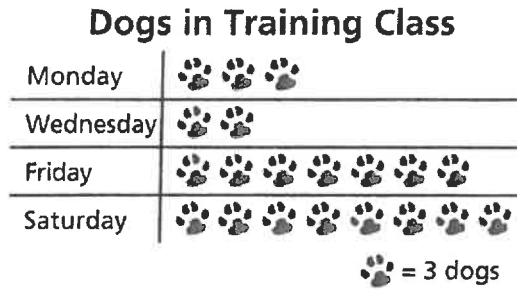 Dogs in Training Class
Monday
Wednesday
Friday
Saturday
= 3 dogs